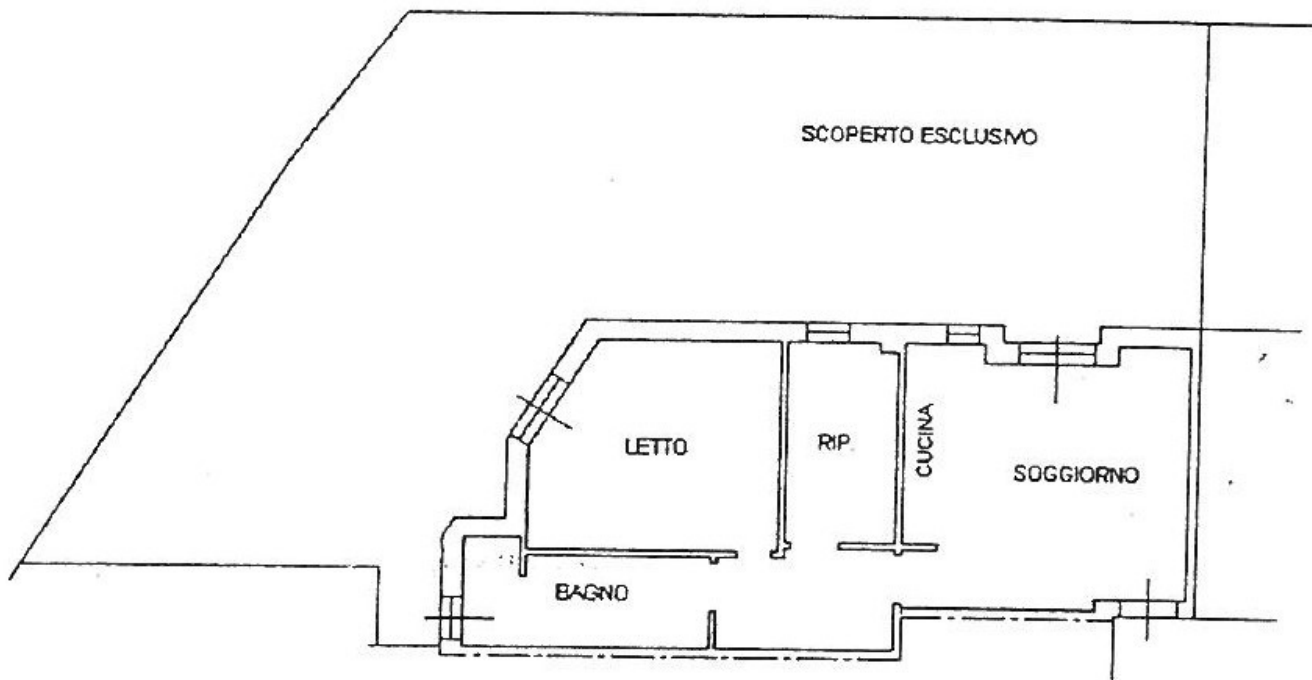 SCOPERTO ESCLUSIVO
LETTO
RIP.
CUCINA
SOGGIORNO
BAGNO